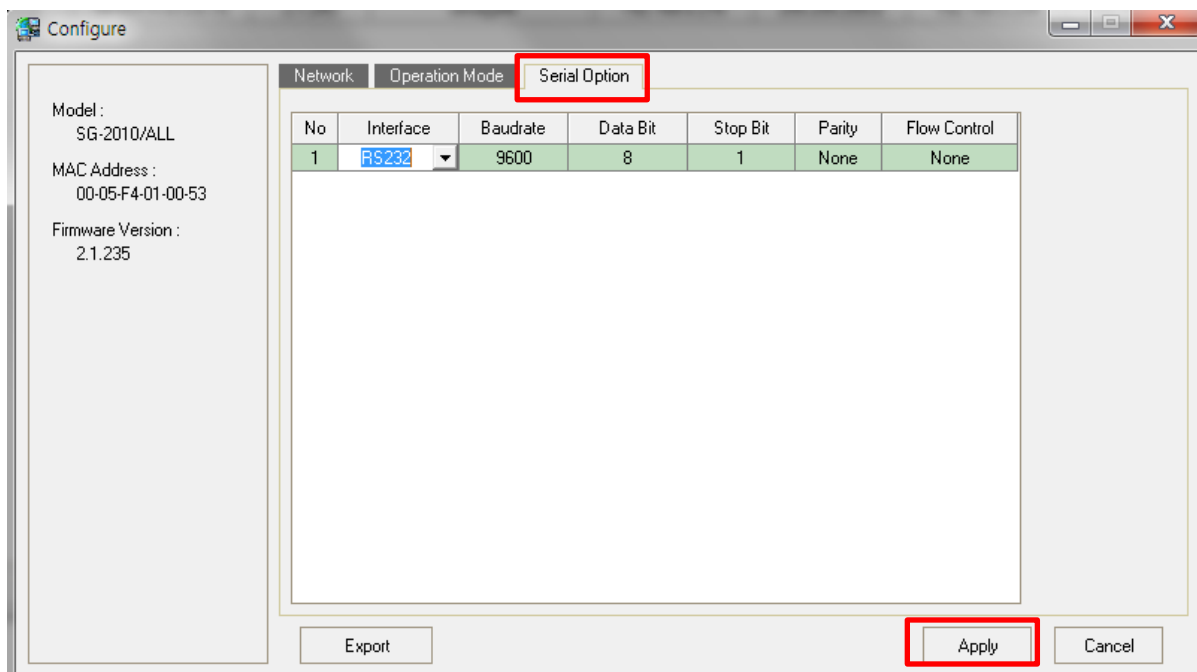 Configure
Network Operation Mode Serial Option
Model :
SG-2010/ALL
MAC Address :
00-05-F4-01-00-53
Firmware Version :
2.1.235
No Interface Baudrate Data Bit Stop Bit Parity Flow Control
1 RS232 9600 8 1 None None
Export Apply Cancel